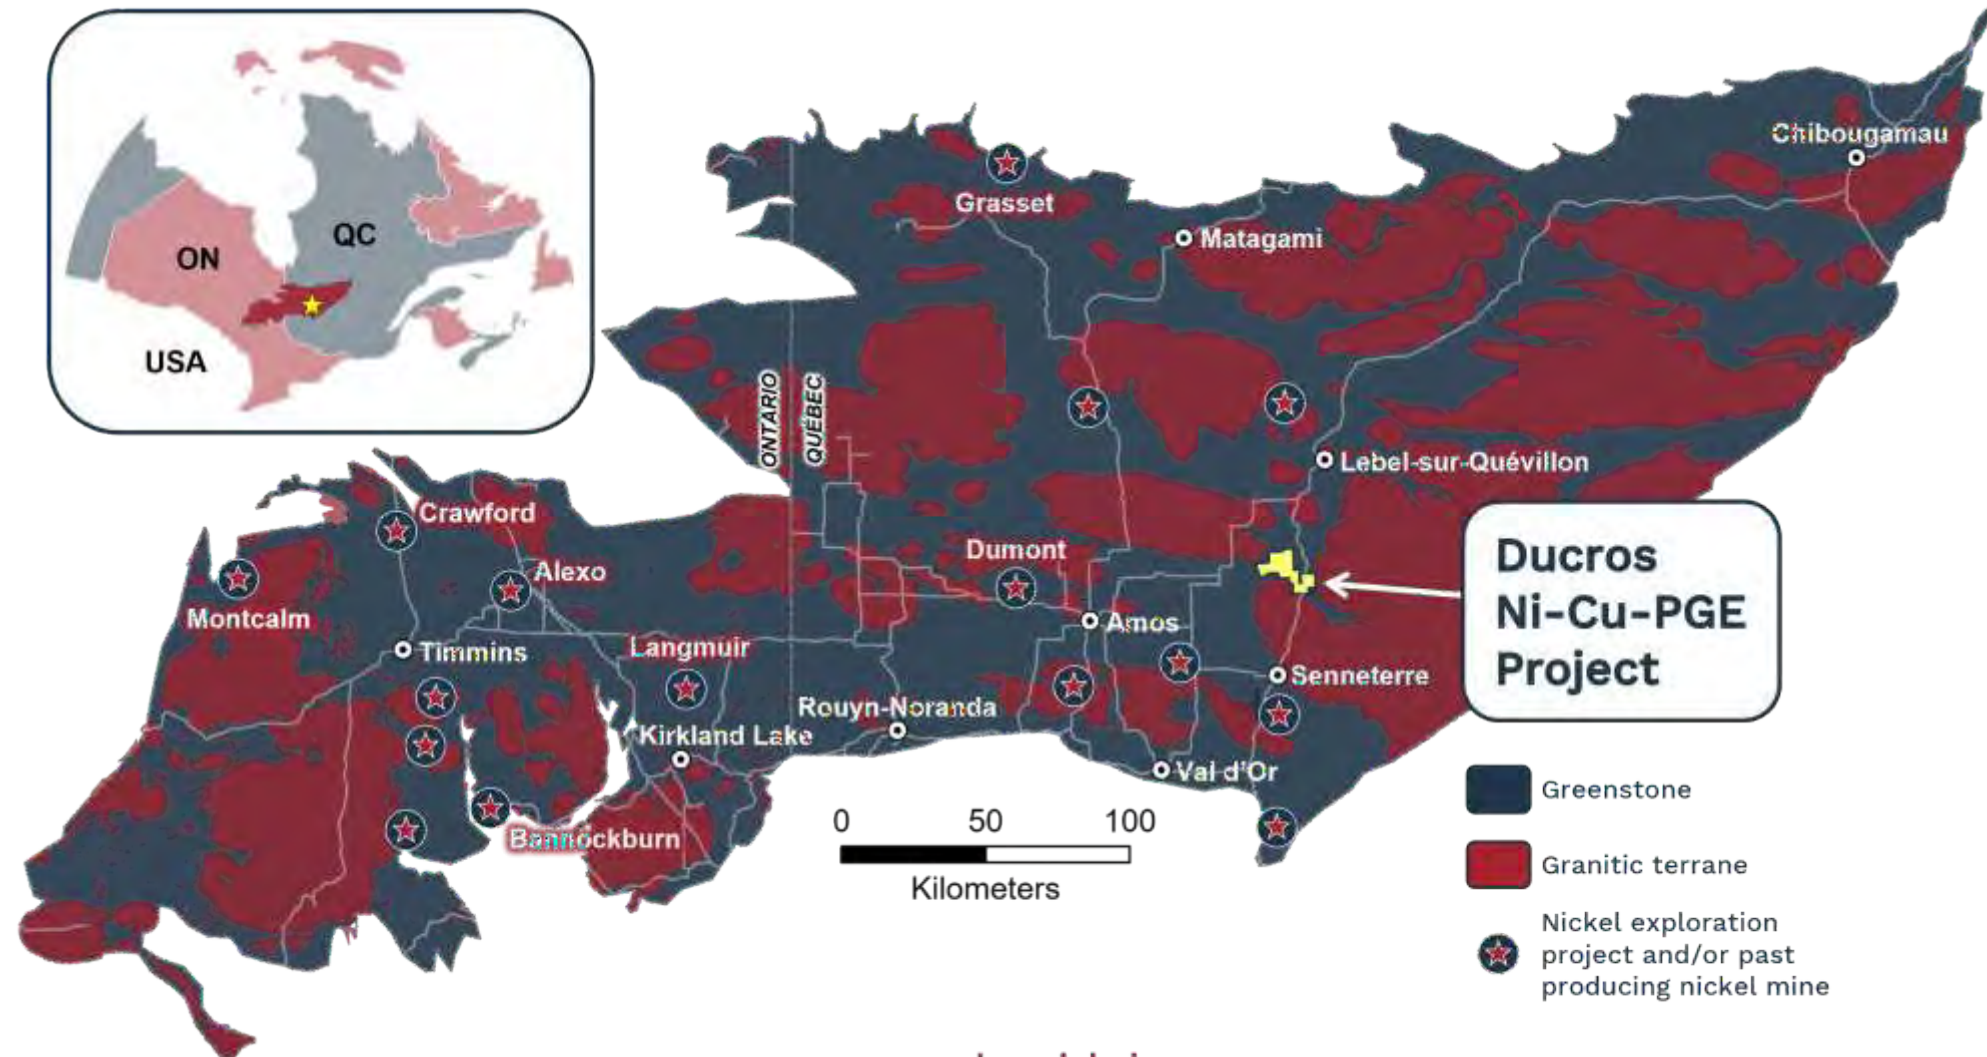 ON
QC
USA
Chibougamau
Grasset
Matagami
ONTARIO
QUÉBEC
Lebel-sur-Quévillon
Crawford
Dumont
Alexo
Montcalm
Amos
Timmins
Langmuir
Senneterre
Rouyn-Noranda
Kirkland Lake
Val d'Or
Bannockburn
Ducros
Ni-Cu-PGE
Project
0 50 100
Kilometers
Greenstone
Granitic terrane
Nickel exploration
project and/or past
producing nickel mine